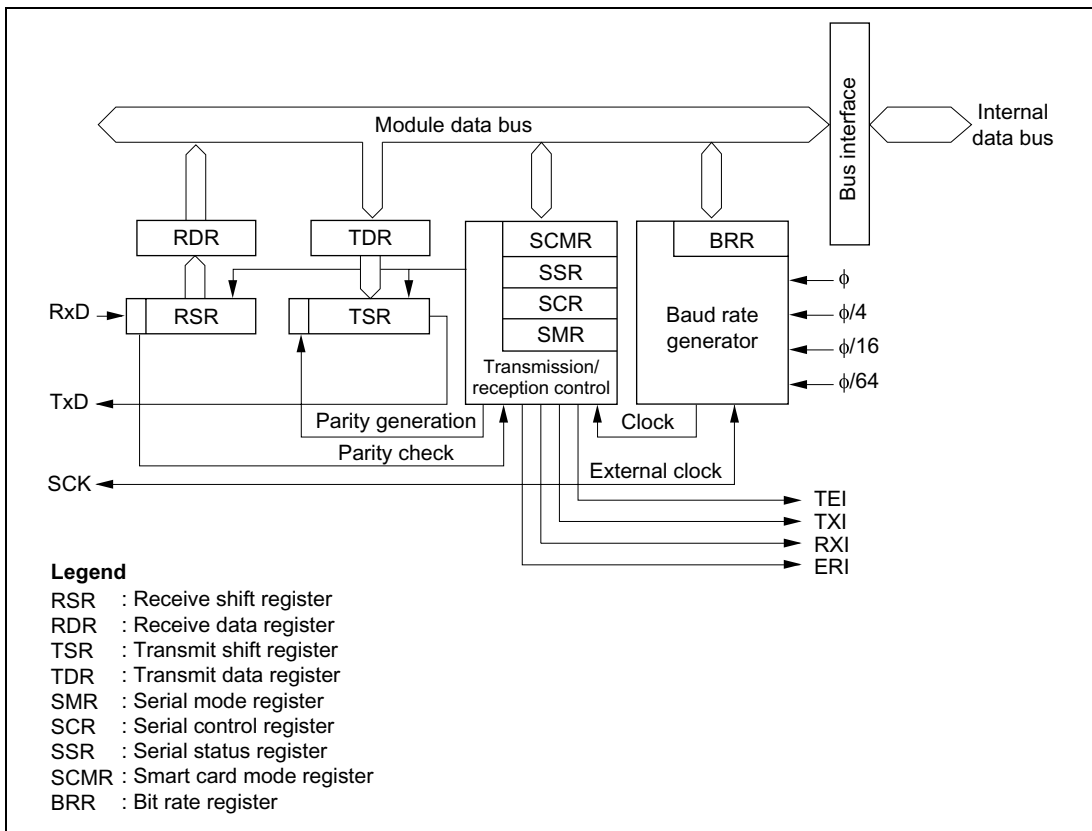 Module data bus
Bus interface
Internal
data bus
RDR
TDR
SCMR
SSR
SCR
SMR
BRR
RxD
RSR
TSR
Baud rate
generator
ϕ
ϕ/4
ϕ/16
ϕ/64
Transmission/
reception control
TxD
Parity generation
Clock
Parity check
External clock
SCK
TEI
TXI
RXI
ERI
Legend
RSR : Receive shift register
RDR : Receive data register
TSR : Transmit shift register
TDR : Transmit data register
SMR : Serial mode register
SCR : Serial control register
SSR : Serial status register
SCMR : Smart card mode register
BRR : Bit rate register